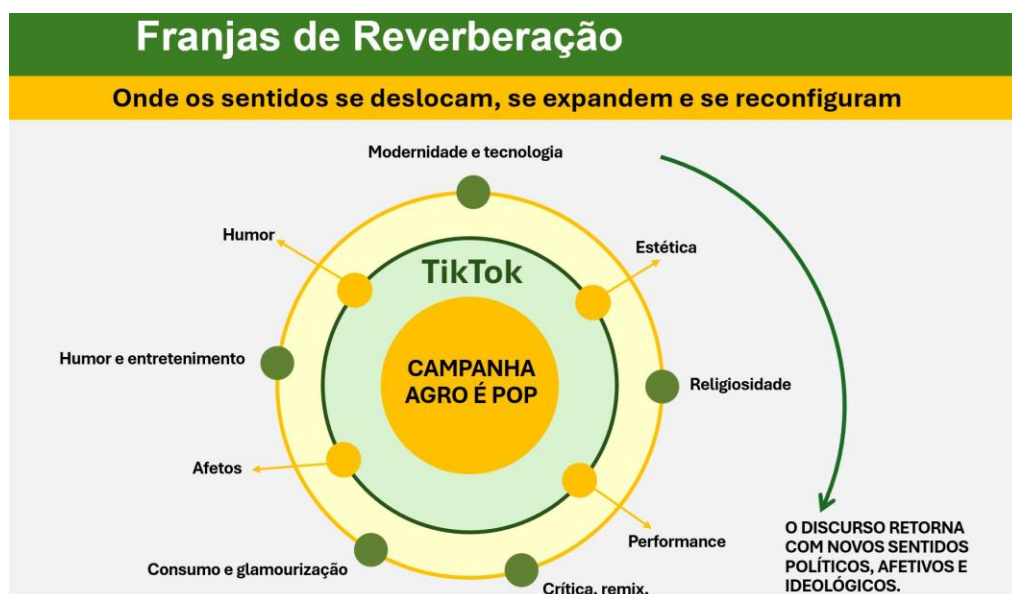 Franjas de Reverberação
Onde os sentidos se deslocam, se expandem e se reconfiguram
Modernidade e tecnologia
Humor
Estética
TikTok
Humor e entretenimento
CAMPANHA
AGRO É POP
Religiosidade
Afetos
Performance
Consumo e glamourização
Crítica, remix.
O DISCURSO RETORNA
COM NOVOS SENTIDOS
POLÍTICOS, AFETIVOS E
IDEOLÓGICOS.